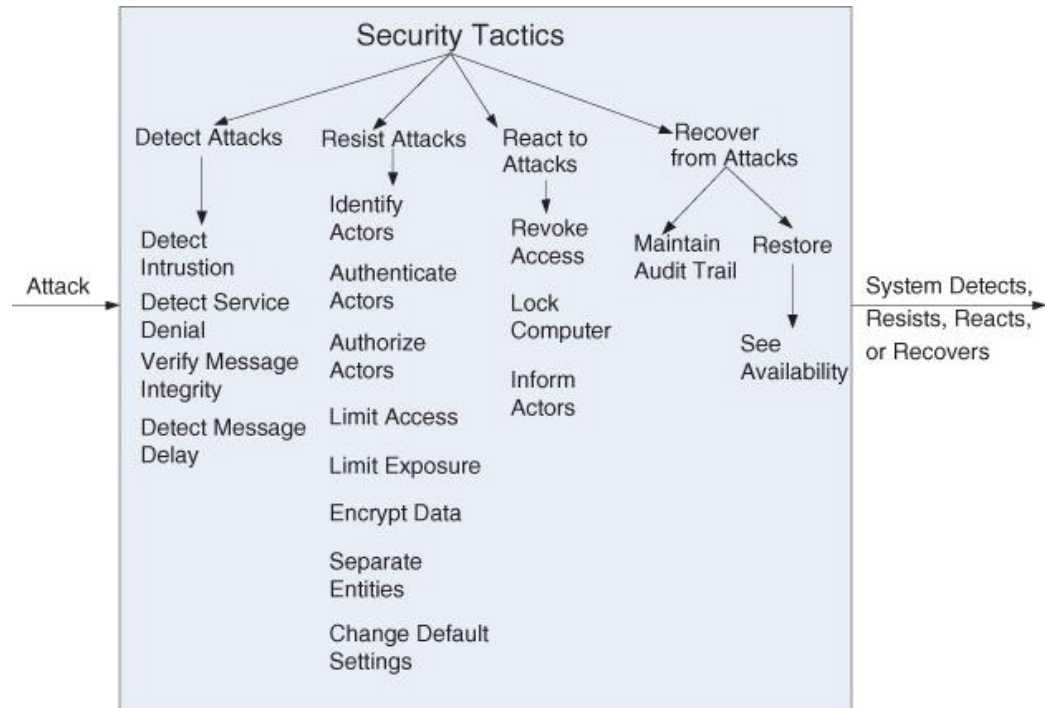 Security Tactics
Detect Attacks
Resist Attacks
React to
Attacks
Recover
from Attacks
Detect
Intrustion
Detect Service
Denial
Verify Message
Integrity
Detect Message
Delay
Identify
Actors
Authenticate
Actors
Authorize
Actors
Limit Access
Limit Exposure
Encrypt Data
Separate
Entities
Change Default
Settings
Revoke
Access
Lock
Computer
Inform
Actors
Maintain
Audit Trail
Restore
See
Availability
Attack
System Detects,
Resists, Reacts,
or Recovers